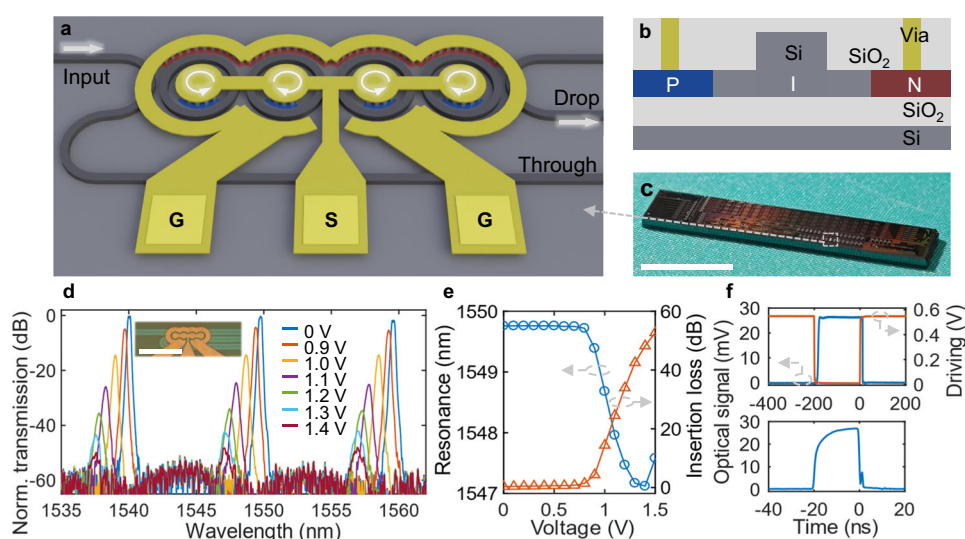 a
Input
Drop
Through
G
S
G
b
Via
Si
SiO2
P
I
N
SiO2
Si
c
d
Norm. transmission (dB)
0
-20
-40
-60
0 V
0.9 V
1.0 V
1.1 V
1.2 V
1.3 V
1.4 V
1535
1540
1545
1550
1555
1560
Wavelength (nm)
e
Resonance (nm)
1550
1549
1548
1547
60
40
20
0
Insertion loss (dB)
0
0.5
1
1.5
Voltage (V)
f
Optical signal (mV)
30
20
10
0
0.6
0.4
0.2
0
Driving (V)
-400
-200
0
200
30
20
10
0
-40
-20
0
20
Time (ns)